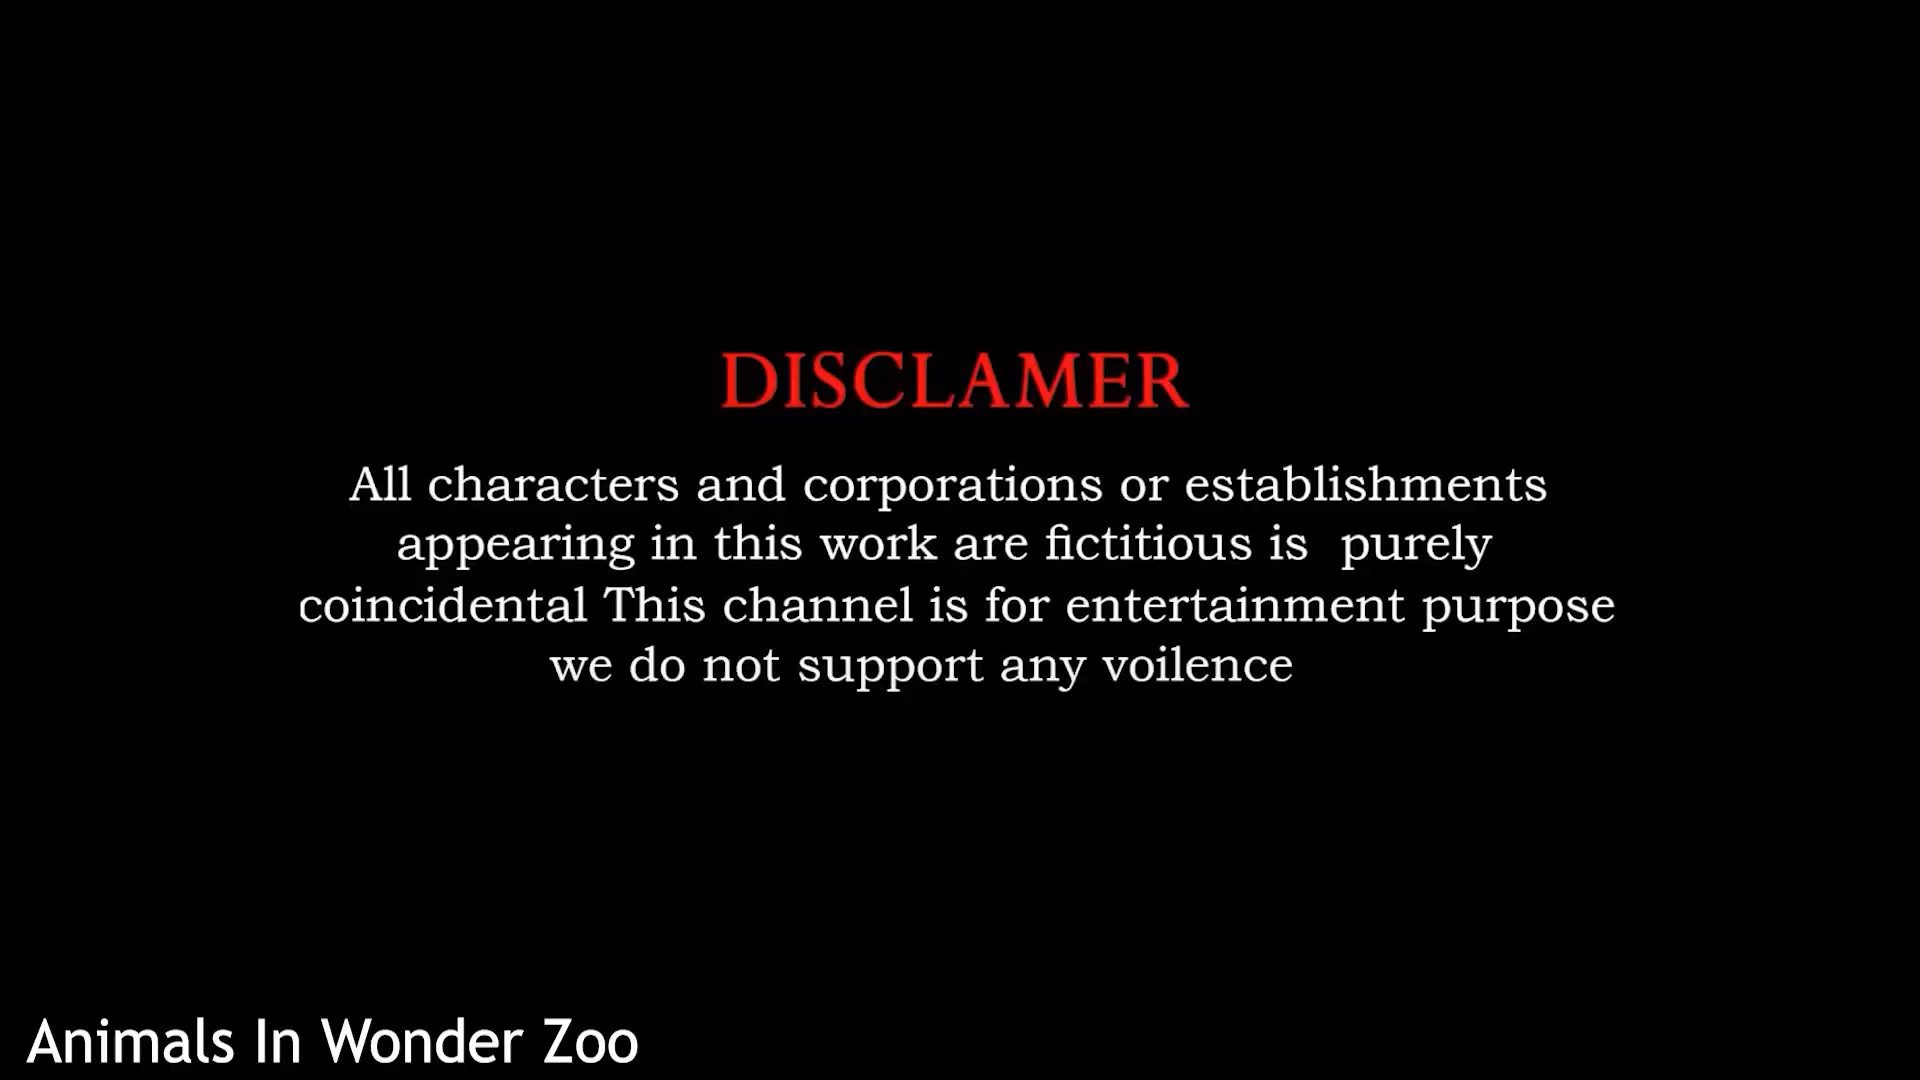 DISCLAMER
All characters and corporations or establishments
appearing in this work are fictitious is  purely
coincidental This channel is for entertainment purpose
we do not support any voilence
Animals In Wonder Zoo